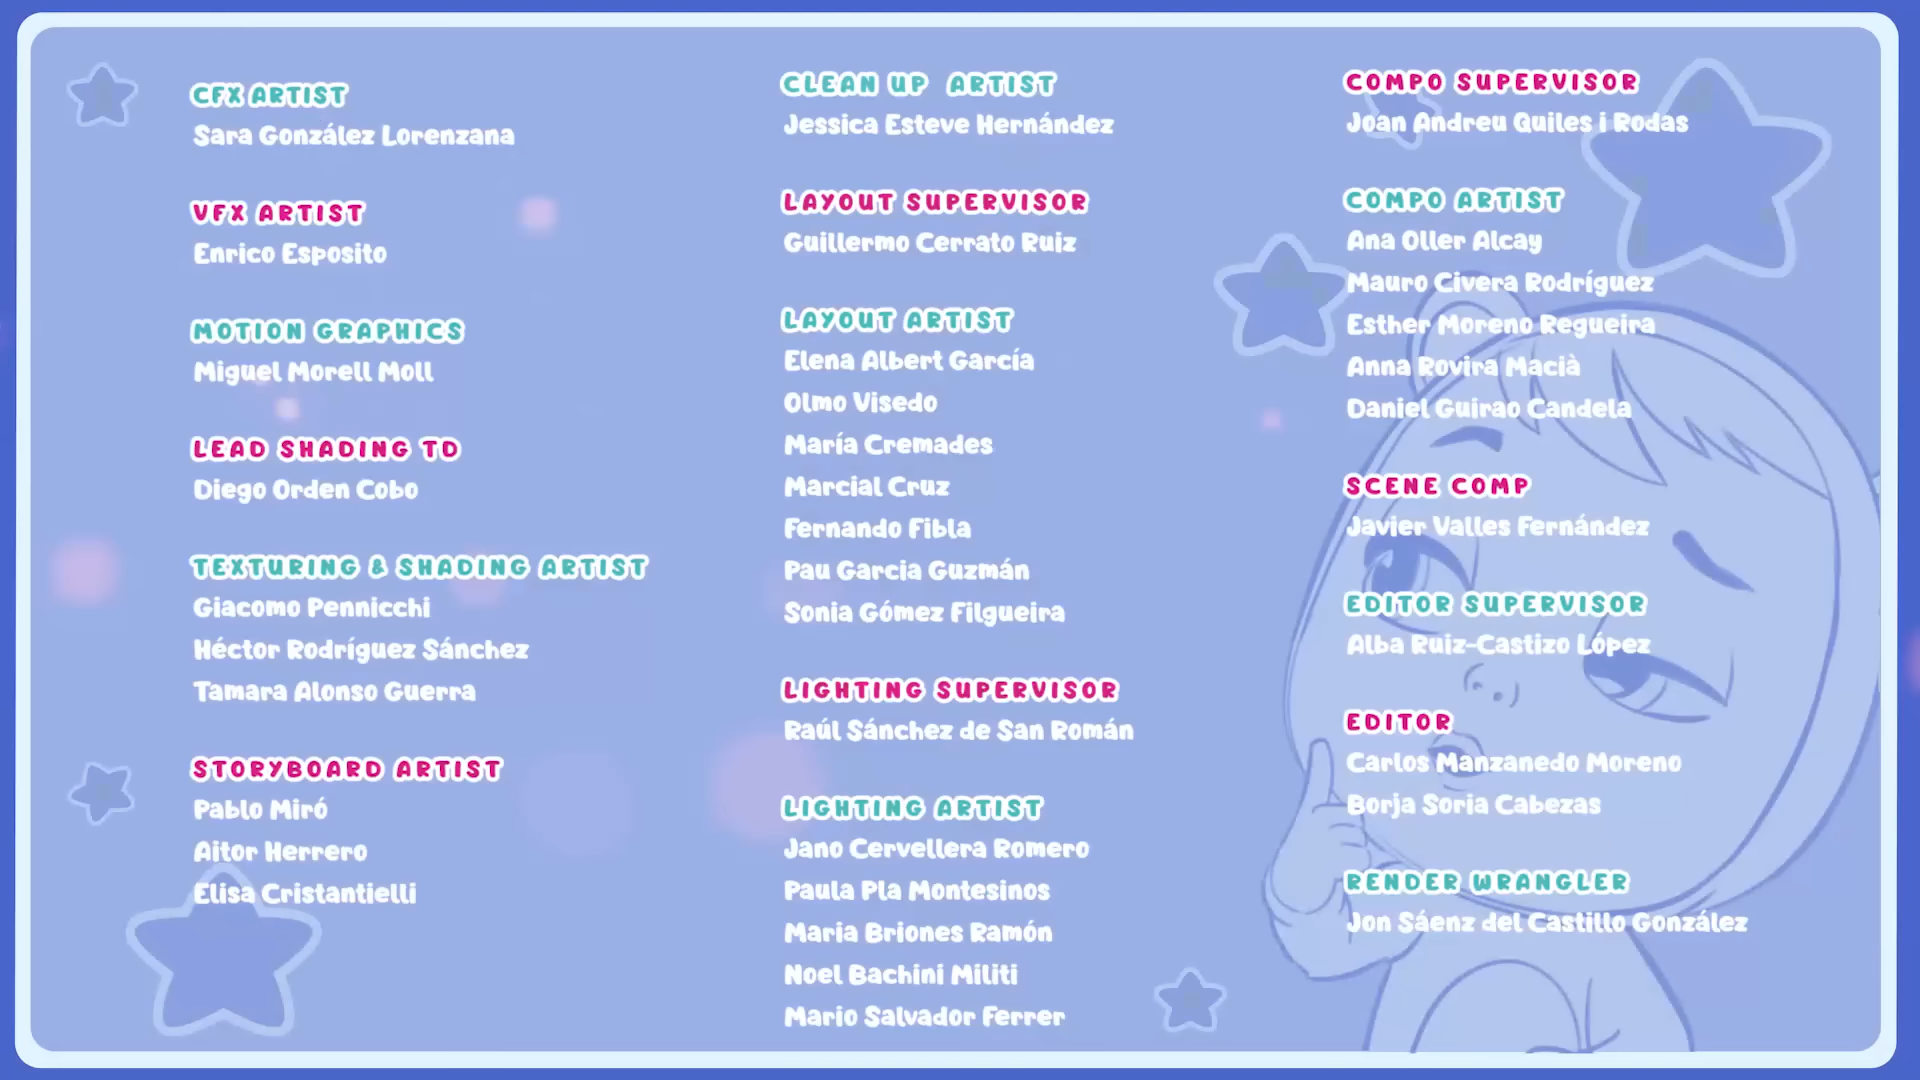 CFX ARTIST
Sara González Lorenzana
VFX ARTIST
Enrico Esposito
MOTION GRAPHICS
Miguel Morell Moll
LEAD SHADING TD
Diego Orden Cobo
TEXTURING & SHADING ARTIST
Giacomo Pennicchi
Héctor Rodríguez Sánchez
Tamara Alonso Guerra
STORYBOARD ARTIST
Pablo Miró
Aitor Herrero
Elisa Cristantielli
CLEAN UP ARTIST
Jessica Esteve Hernández
LAYOUT SUPERVISOR
Guillermo Cerrato Ruiz
LAYOUT ARTIST
Elena Albert García
Olmo Visedo
María Cremades
Marcial Cruz
Fernando Fibla
Pau Garcia Guzmán
Sonia Gómez Filgueira
LIGHTING SUPERVISOR
Raúl Sánchez de San Román
LIGHTING ARTIST
Jano Cervellera Romero
Paula Pla Montesinos
Maria Briones Ramón
Noel Bachini Militi
Mario Salvador Ferrer
COMPO SUPERVISOR
Joan Andreu Quiles i Rodas
COMPO ARTIST
Ana Oller Alcay
Mauro Civera Rodríguez
Esther Moreno Regueira
Anna Rovira Macià
Daniel Guirao Candela
SCENE COMP
Javier Valles Fernández
EDITOR SUPERVISOR
Alba Ruiz-Castizo López
EDITOR
Carlos Manzanedo Moreno
Borja Soria Cabezas
RENDER WRANGLER
Jon Sáenz del Castillo González